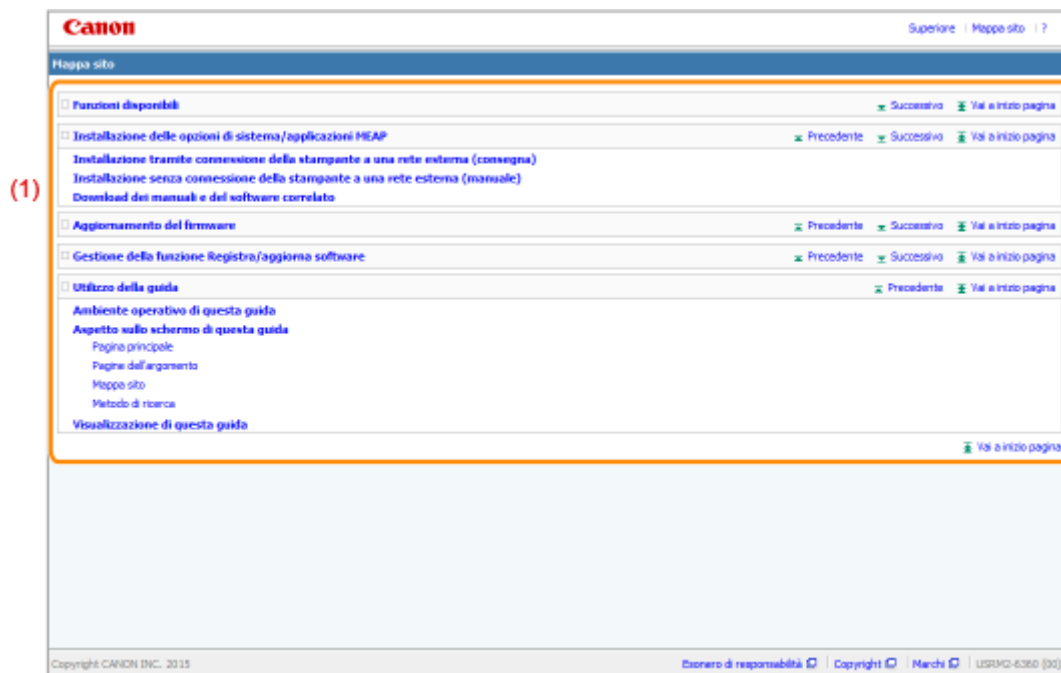 Canon
Superiore | Mappa sito | ?
Mappa sito
Funzioni disponibili Successivo Vai a inizio pagina
Installazione delle opzioni di sistema/applicazioni MEAP Precedente Successivo Vai a inizio pagina
Installazione tramite connessione della stampante a una rete esterna (consegna)
Installazione senza connessione della stampante a una rete esterna (manuale)
(1)
Download dei manuali e del software correlato
Aggiornamento del firmware Precedente Successivo Vai a inizio pagina
Gestione della funzione Registra/aggiorna software Precedente Successivo Vai a inizio pagina
Utilizzo della guida Precedente Vai a inizio pagina
Ambiente operativo di questa guida
Aspetto sullo schermo di questa guida
Pagina principale
Pagine dell'argomento
Mappa sito
Metodo di ricerca
Visualizzazione di questa guida
Vai a inizio pagina
Copyright CANON INC. 2015 Esonero di responsabilità | Copyright | Marchi | USRM2-6360 (00)